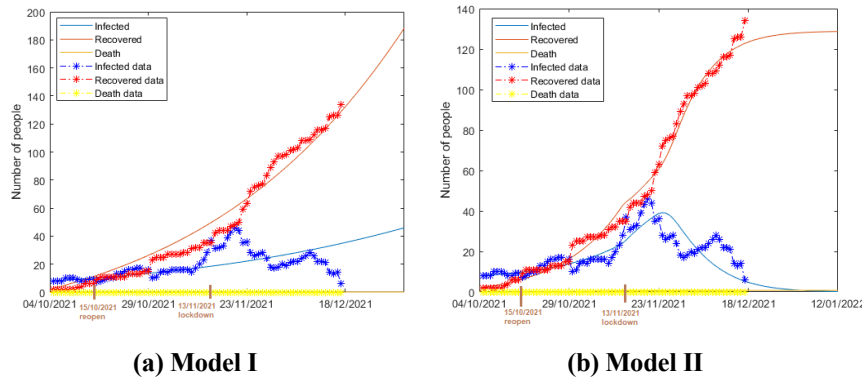 200
180
160
140
120
100
80
60
40
20
0
Number of people
Infected
Recovered
Death
Infected data
Recovered data
Death data
04/10/2021
29/10/2021
23/11/2021
18/12/2021
15/10/2021
reopen
13/11/2021
lockdown
(a) Model I
140
120
100
80
60
40
20
0
Number of people
Infected
Recovered
Death
Infected data
Recovered data
Death data
04/10/2021
29/10/2021
23/11/2021
18/12/2021
12/01/2022
15/10/2021
reopen
13/11/2021
lockdown
(b) Model II